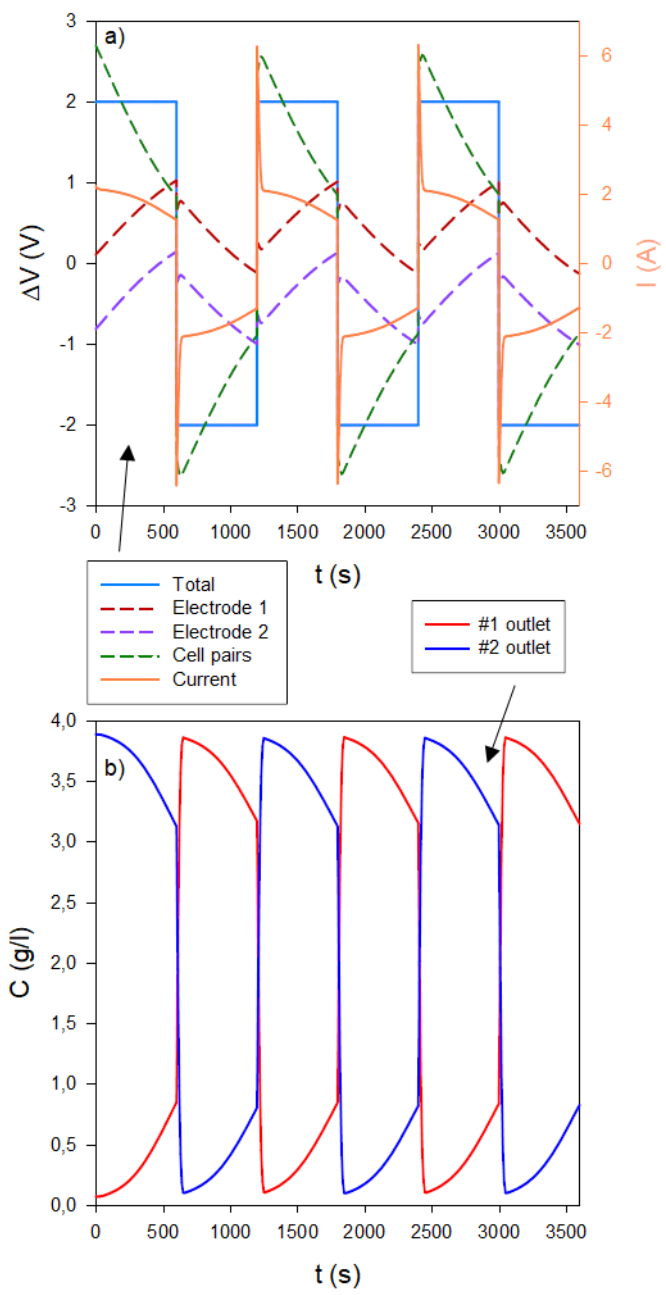 a)
3
2
1
0
-1
-2
-3
ΔV (V)
6
4
2
0
-2
-4
-6
I (A)
0 500 1000 1500 2000 2500 3000 3500
t (s)
Total
Electrode 1
Electrode 2
Cell pairs
Current
#1 outlet
#2 outlet
b)
4,0
3,5
3,0
2,5
2,0
1,5
1,0
0,5
0,0
C (g/l)
0 500 1000 1500 2000 2500 3000 3500
t (s)